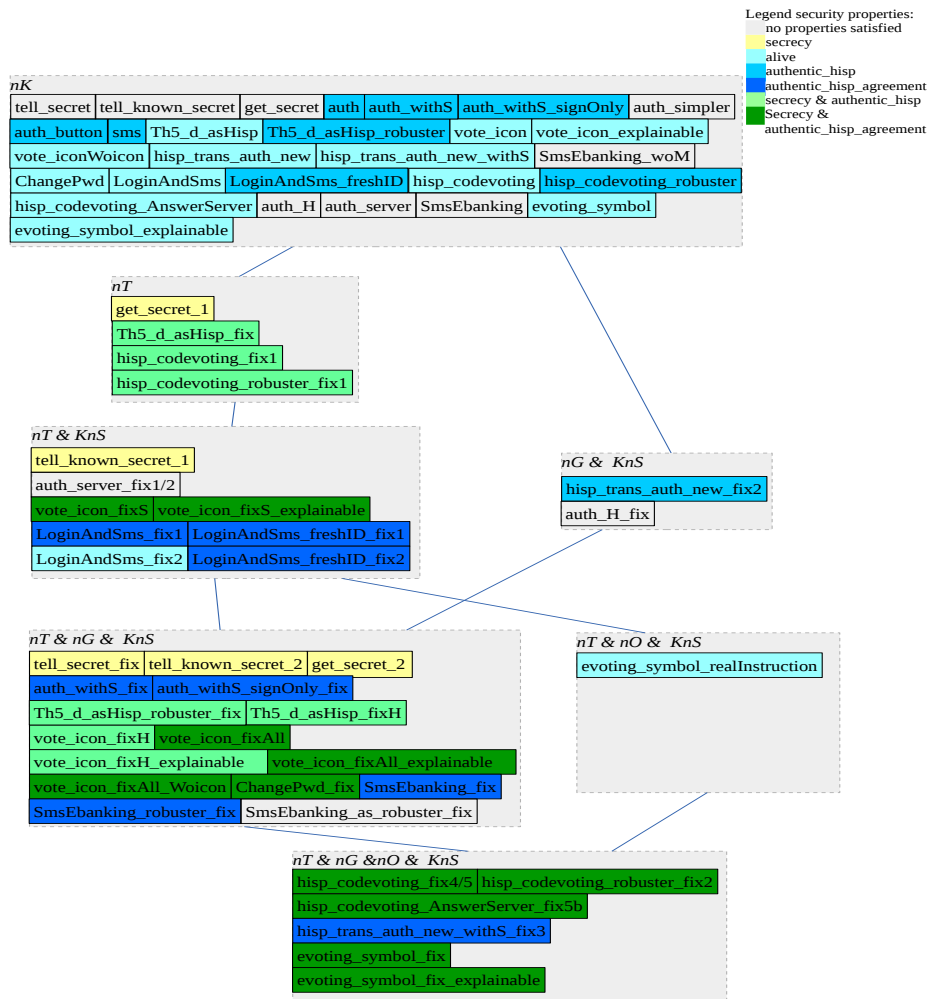 Legend security properties:
no properties satisfied
secrecy
alive
authentic_hisp
authentic_hisp_agreement
secrecy & authentic_hisp
Secrecy &
authentic_hisp_agreement
nK
tell_secret tell_known_secret get_secret auth auth_withS auth_withS_signOnly auth_simpler
auth_button sms Th5_d_asHisp Th5_d_asHisp_robuster vote_icon vote_icon_explainable
vote_iconWoicon hisp_trans_auth_new hisp_trans_auth_new_withS SmsEbanking_woM
ChangePwd LoginAndSms LoginAndSms_freshID hisp_codevoting hisp_codevoting_robuster
hisp_codevoting_AnswerServer auth_H auth_server SmsEbanking evoting_symbol
evoting_symbol_explainable
nT
get_secret_1
Th5_d_asHisp_fix
hisp_codevoting_fix1
hisp_codevoting_robuster_fix1
nT & KnS
tell_known_secret_1
auth_server_fix1/2
vote_icon_fixS vote_icon_fixS_explainable
LoginAndSms_fix1 LoginAndSms_freshID_fix1
LoginAndSms_fix2 LoginAndSms_freshID_fix2
nG & KnS
hisp_trans_auth_new_fix2
auth_H_fix
nT & nG & KnS
tell_secret_fix tell_known_secret_2 get_secret_2
auth_withS_fix auth_withS_signOnly_fix
Th5_d_asHisp_robuster_fix Th5_d_asHisp_fixH
vote_icon_fixH vote_icon_fixAll
vote_icon_fixH_explainable vote_icon_fixAll_explainable
vote_icon_fixAll_Woicon ChangePwd_fix SmsEbanking_fix
SmsEbanking_robuster_fix SmsEbanking_as_robuster_fix
nT & nO & KnS
evoting_symbol_realInstruction
nT & nG &nO & KnS
hisp_codevoting_fix4/5 hisp_codevoting_robuster_fix2
hisp_codevoting_AnswerServer_fix5b
hisp_trans_auth_new_withS_fix3
evoting_symbol_fix
evoting_symbol_fix_explainable